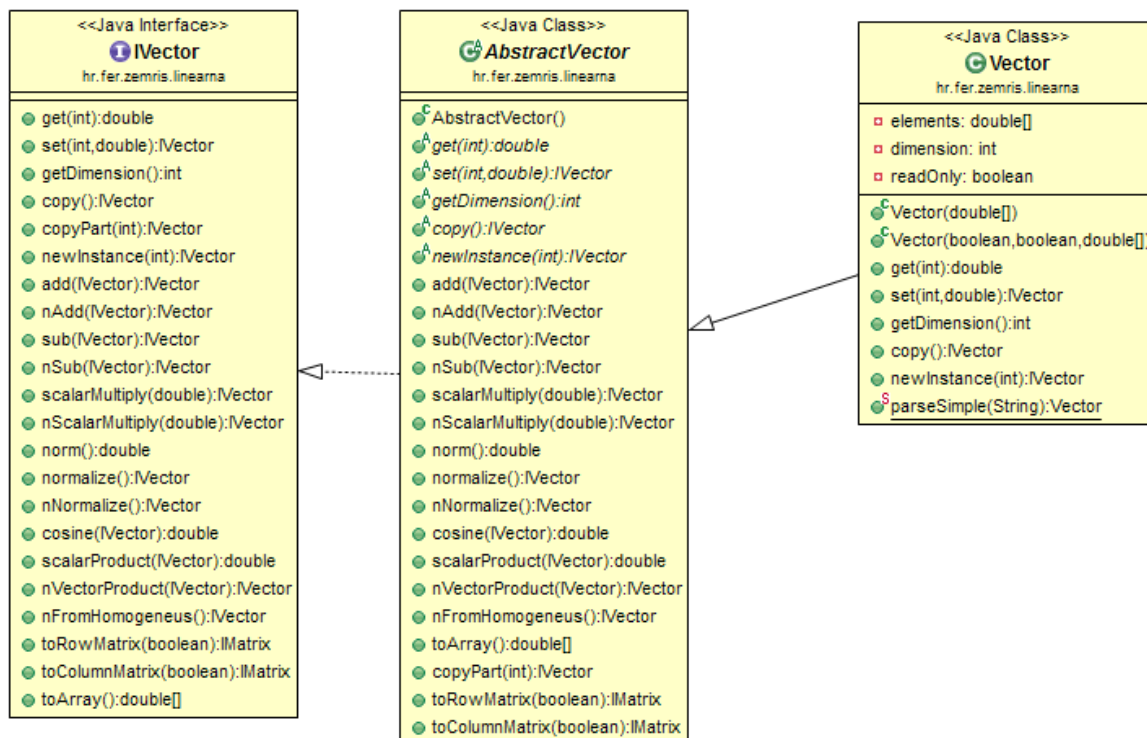 <<Java Interface>>
IVector
hr.fer.zemris.linearna
get(int):double
set(int,double):IVector
getDimension():int
copy():IVector
copyPart(int):IVector
newInstance(int):IVector
add(IVector):IVector
nAdd(IVector):IVector
sub(IVector):IVector
nSub(IVector):IVector
scalarMultiply(double):IVector
nScalarMultiply(double):IVector
norm():double
normalize():IVector
nNormalize():IVector
cosine(IVector):double
scalarProduct(IVector):double
nVectorProduct(IVector):IVector
nFromHomogeneus():IVector
toRowMatrix(boolean):IMatrix
toColumnMatrix(boolean):IMatrix
toArray():double[]
<<Java Class>>
AbstractVector
hr.fer.zemris.linearna
AbstractVector()
get(int):double
set(int,double):IVector
getDimension():int
copy():IVector
newInstance(int):IVector
add(IVector):IVector
nAdd(IVector):IVector
sub(IVector):IVector
nSub(IVector):IVector
scalarMultiply(double):IVector
nScalarMultiply(double):IVector
norm():double
normalize():IVector
nNormalize():IVector
cosine(IVector):double
scalarProduct(IVector):double
nVectorProduct(IVector):IVector
nFromHomogeneus():IVector
toArray():double[]
copyPart(int):IVector
toRowMatrix(boolean):IMatrix
toColumnMatrix(boolean):IMatrix
<<Java Class>>
Vector
hr.fer.zemris.linearna
elements: double[]
dimension: int
readOnly: boolean
Vector(double[])
Vector(boolean,boolean,double[])
get(int):double
set(int,double):IVector
getDimension():int
copy():IVector
newInstance(int):IVector
parseSimple(String):Vector